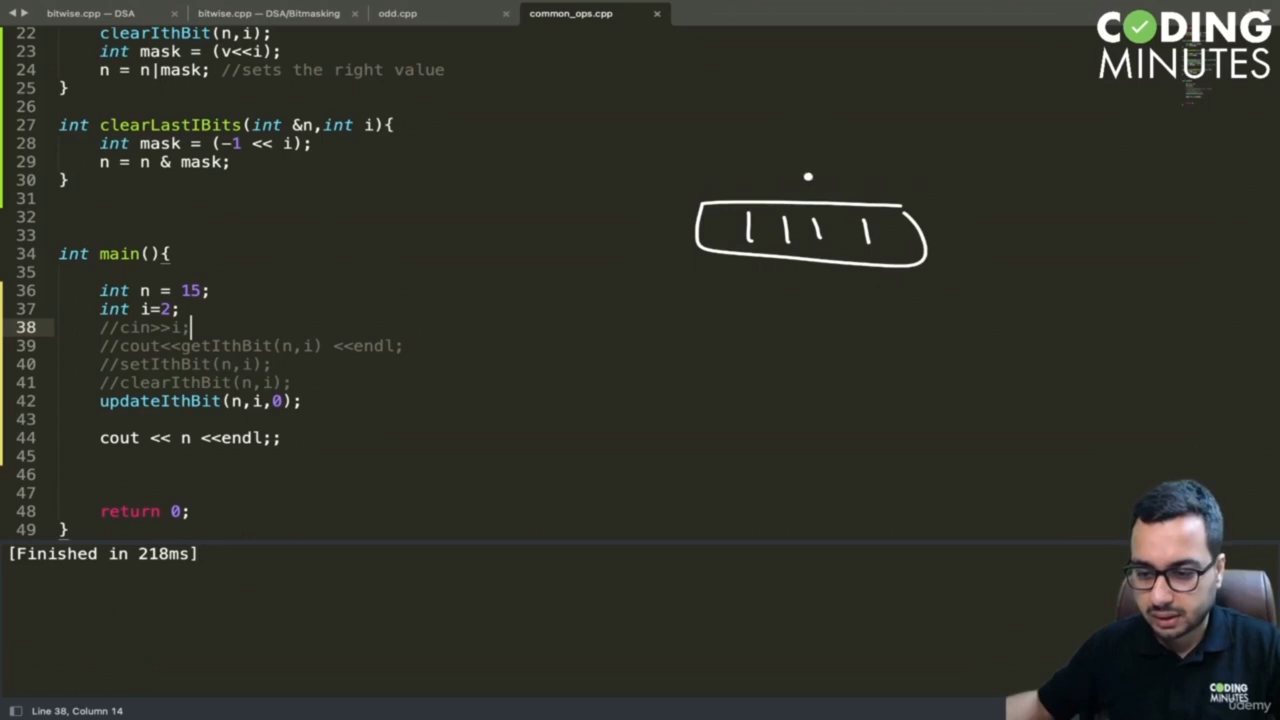 bitwise.cpp — DSA
bitwise.cpp — DSA/Bitmasking
odd.cpp
common_ops.cpp
CODING
MINUTES
22 clearIthBit(n,i);
23 int mask = (v<<i);
24 n = n|mask; //sets the right value
25 }
26
27 int clearLastIBits(int &n,int i){
28 int mask = (-1 << i);
29 n = n & mask;
30 }
31
32
33
34 int main(){
35
36 int n = 15;
37 int i=2;
38 //cin>>i;
39 //cout<<getIthBit(n,i) <<endl;
40 //setIthBit(n,i);
41 //clearIthBit(n,i);
42 updateIthBit(n,i,0);
43
44 cout << n <<endl;;
45
46
47
48 return 0;
49 }
1 1 1 1
[Finished in 218ms]
CODING
MINUTES
udemy
Line 38, Column 14